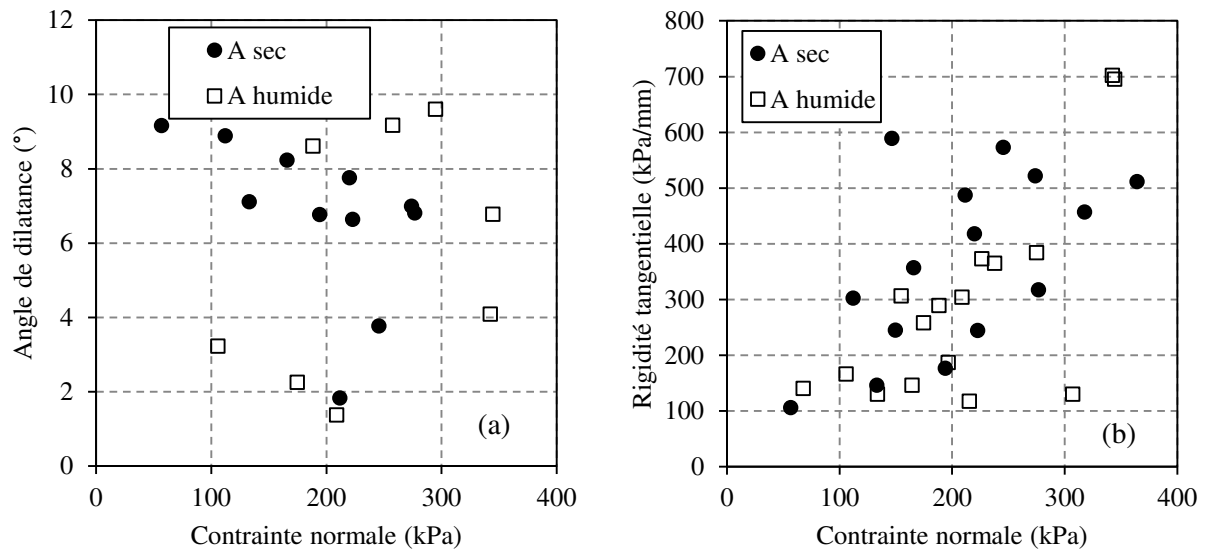 12
10
8
6
4
2
0
0 100 200 300 400
Angle de dilatance (°)
Contrainte normale (kPa)
A sec
A humide
(a)
800
700
600
500
400
300
200
100
0
0 100 200 300 400
Rigidité tangentielle (kPa/mm)
Contrainte normale (kPa)
A sec
A humide
(b)